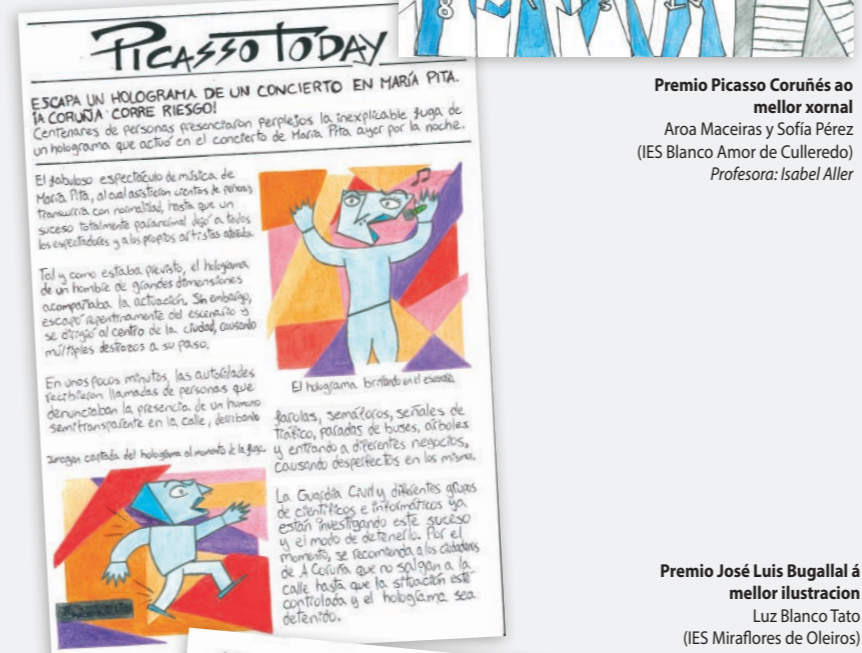 PICASSO TODAY
ESCAPA UN HOLOGRAMA DE UN CONCIERTO EN MARÍA PITA.
¡A CORUÑA CORRE RIESGO!
Centenares de personas presenciaron perplejos la inexplicable fuga de
un holograma que actuó en el concierto de María Pita ayer por la noche.
El fabuloso espectáculo de música de
María Pita, al cual asistieron cientos de personas
transcurría con normalidad, hasta que un
suceso totalmente paranormal dejó a todos
los espectadores y a los propios artistas
Tal y como estaba previsto, el holograma
de un hombre de grandes dimensiones
acompañaba la actuación. Sin embargo,
escapó repentinamente del escenario y
se dirigió al centro de la ciudad, causando
múltiples destrozos a su paso.
En unos pocos minutos, las autoridades
recibieron llamadas de personas que
denunciaban la presencia de un humano
semitransparente en la calle, derribando
Imagen captada del holograma al momento de la fuga.
El holograma brillando en el escenario.
farolas, semáforos, señales de
tráfico, paradas de buses, árboles
y entrando a diferentes negocios,
causando desperfectos en los mismos.
La Guardia Civil y diferentes grupos
de científicos e informáticos ya
están investigando este suceso
y el modo de detenerlo. Por el
momento, se recomienda a los ciudadanos
de A Coruña que no salgan a la
calle hasta que la situación esté
controlada y el holograma sea
detenido.
8
Premio Picasso Coruñés ao
mellor xornal
Aroa Maceiras y Sofía Pérez
(IES Blanco Amor de Culleredo)
Profesora: Isabel Aller
Premio José Luis Bugallal á
mellor ilustracion
Luz Blanco Tato
(IES Miraflores de Oleiros)